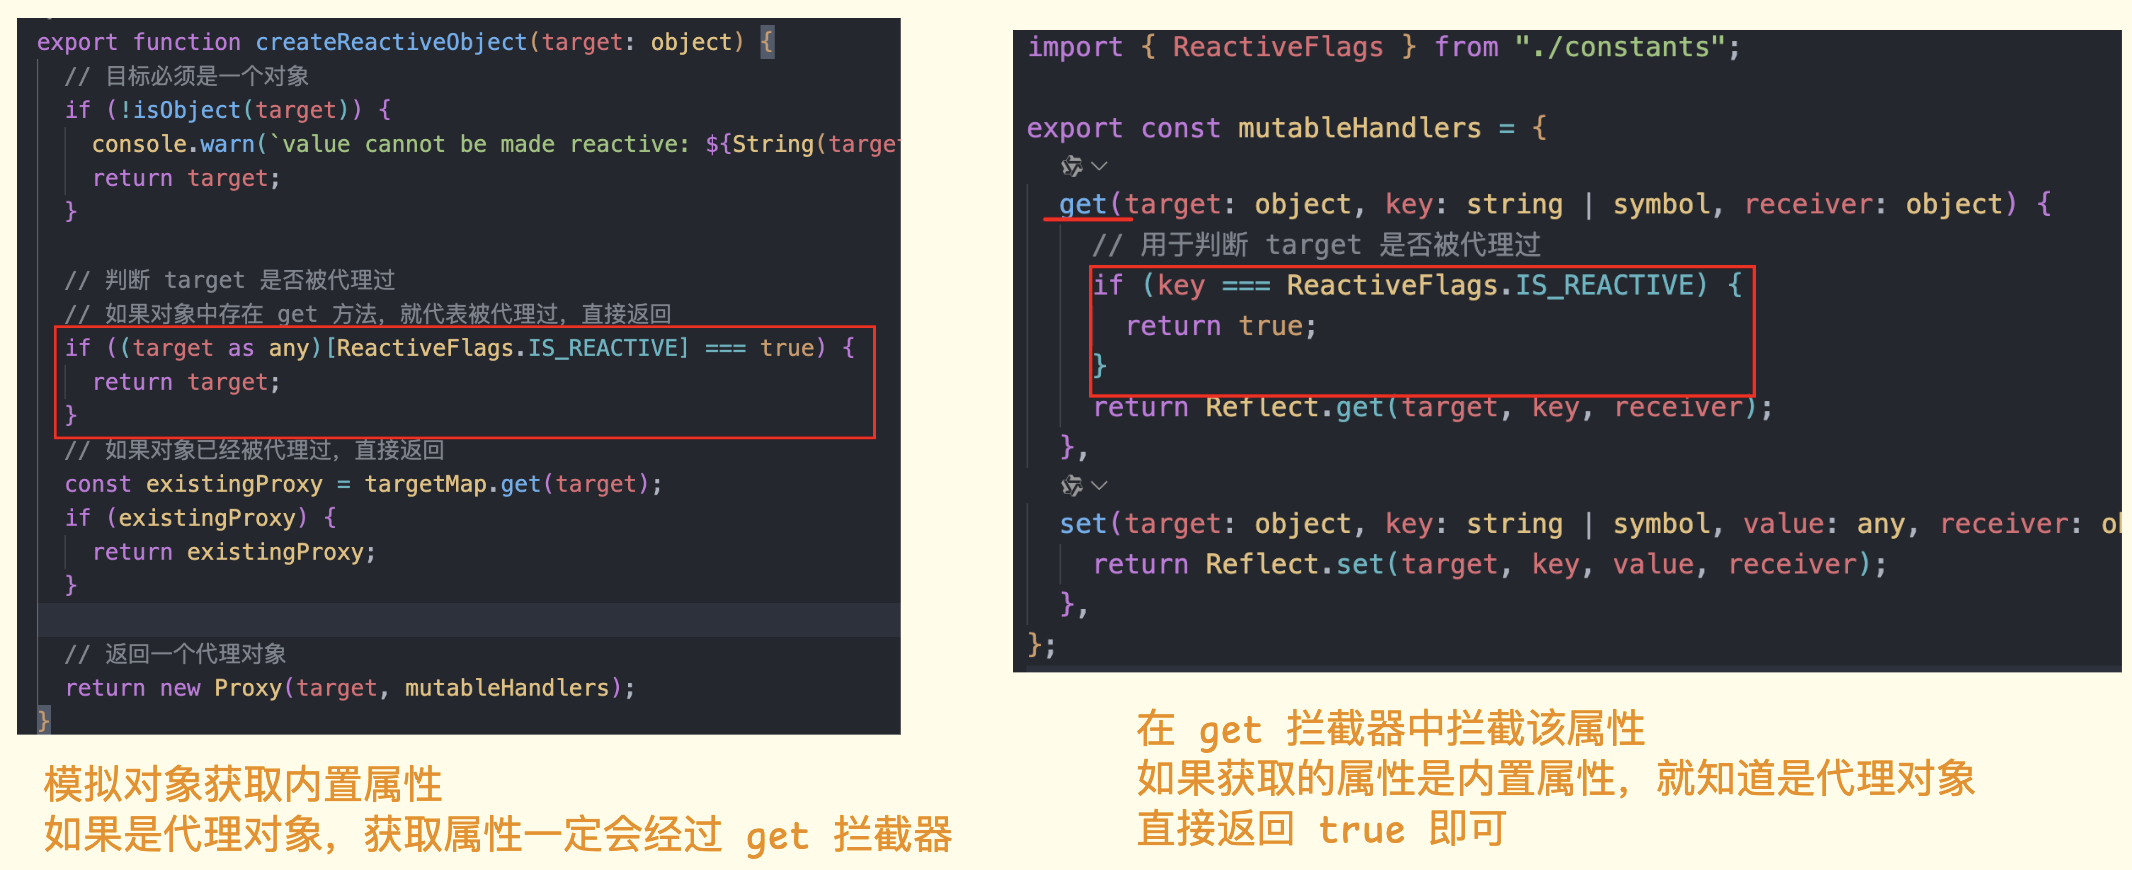 export function createReactiveObject(target: object) {
// 目标必须是一个对象
if (!isObject(target)) {
console.warn(`value cannot be made reactive: ${String(targe
return target;
}
// 判断 target 是否被代理过
// 如果对象中存在 get 方法，就代表被代理过，直接返回
if ((target as any)[ReactiveFlags.IS_REACTIVE] === true) {
return target;
}
// 如果对象已经被代理过，直接返回
const existingProxy = targetMap.get(target);
if (existingProxy) {
return existingProxy;
}
// 返回一个代理对象
return new Proxy(target, mutableHandlers);
}
模拟对象获取内置属性
如果是代理对象，获取属性一定会经过 get 拦截器
import { ReactiveFlags } from "./constants";
export const mutableHandlers = {
get(target: object, key: string | symbol, receiver: object) {
// 用于判断 target 是否被代理过
if (key === ReactiveFlags.IS_REACTIVE) {
return true;
}
return Reflect.get(target, key, receiver);
},
set(target: object, key: string | symbol, value: any, receiver: ob
return Reflect.set(target, key, value, receiver);
},
};
在 get 拦截器中拦截该属性
如果获取的属性是内置属性，就知道是代理对象
直接返回 true 即可